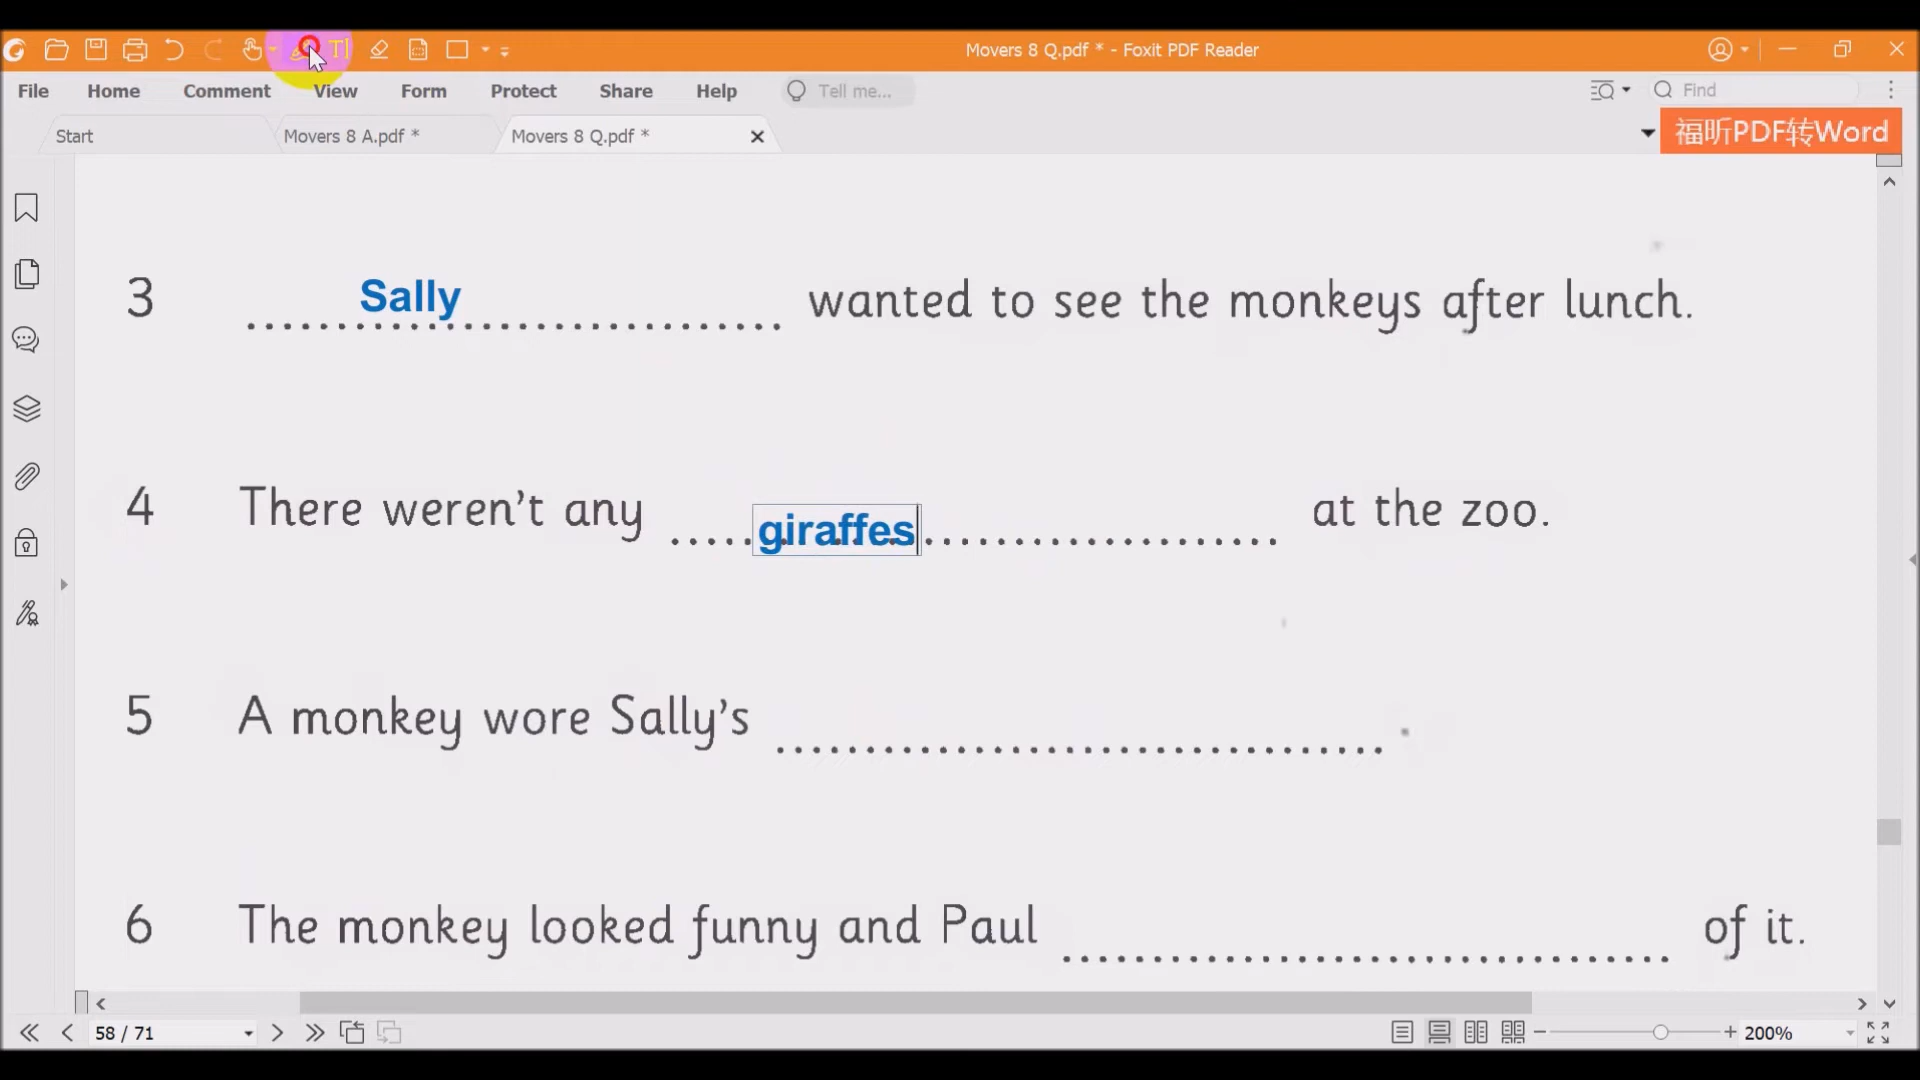 Movers 8 Q.pdf * - Foxit PDF Reader
File Home Comment View Form Protect Share Help Tell me... Find
Start Movers 8 A.pdf * Movers 8 Q.pdf * 福昕PDF转Word
3 Sally wanted to see the monkeys after lunch.
4 There weren't any giraffes at the zoo.
5 A monkey wore Sally's .
6 The monkey looked funny and Paul of it.
58 / 71 200%